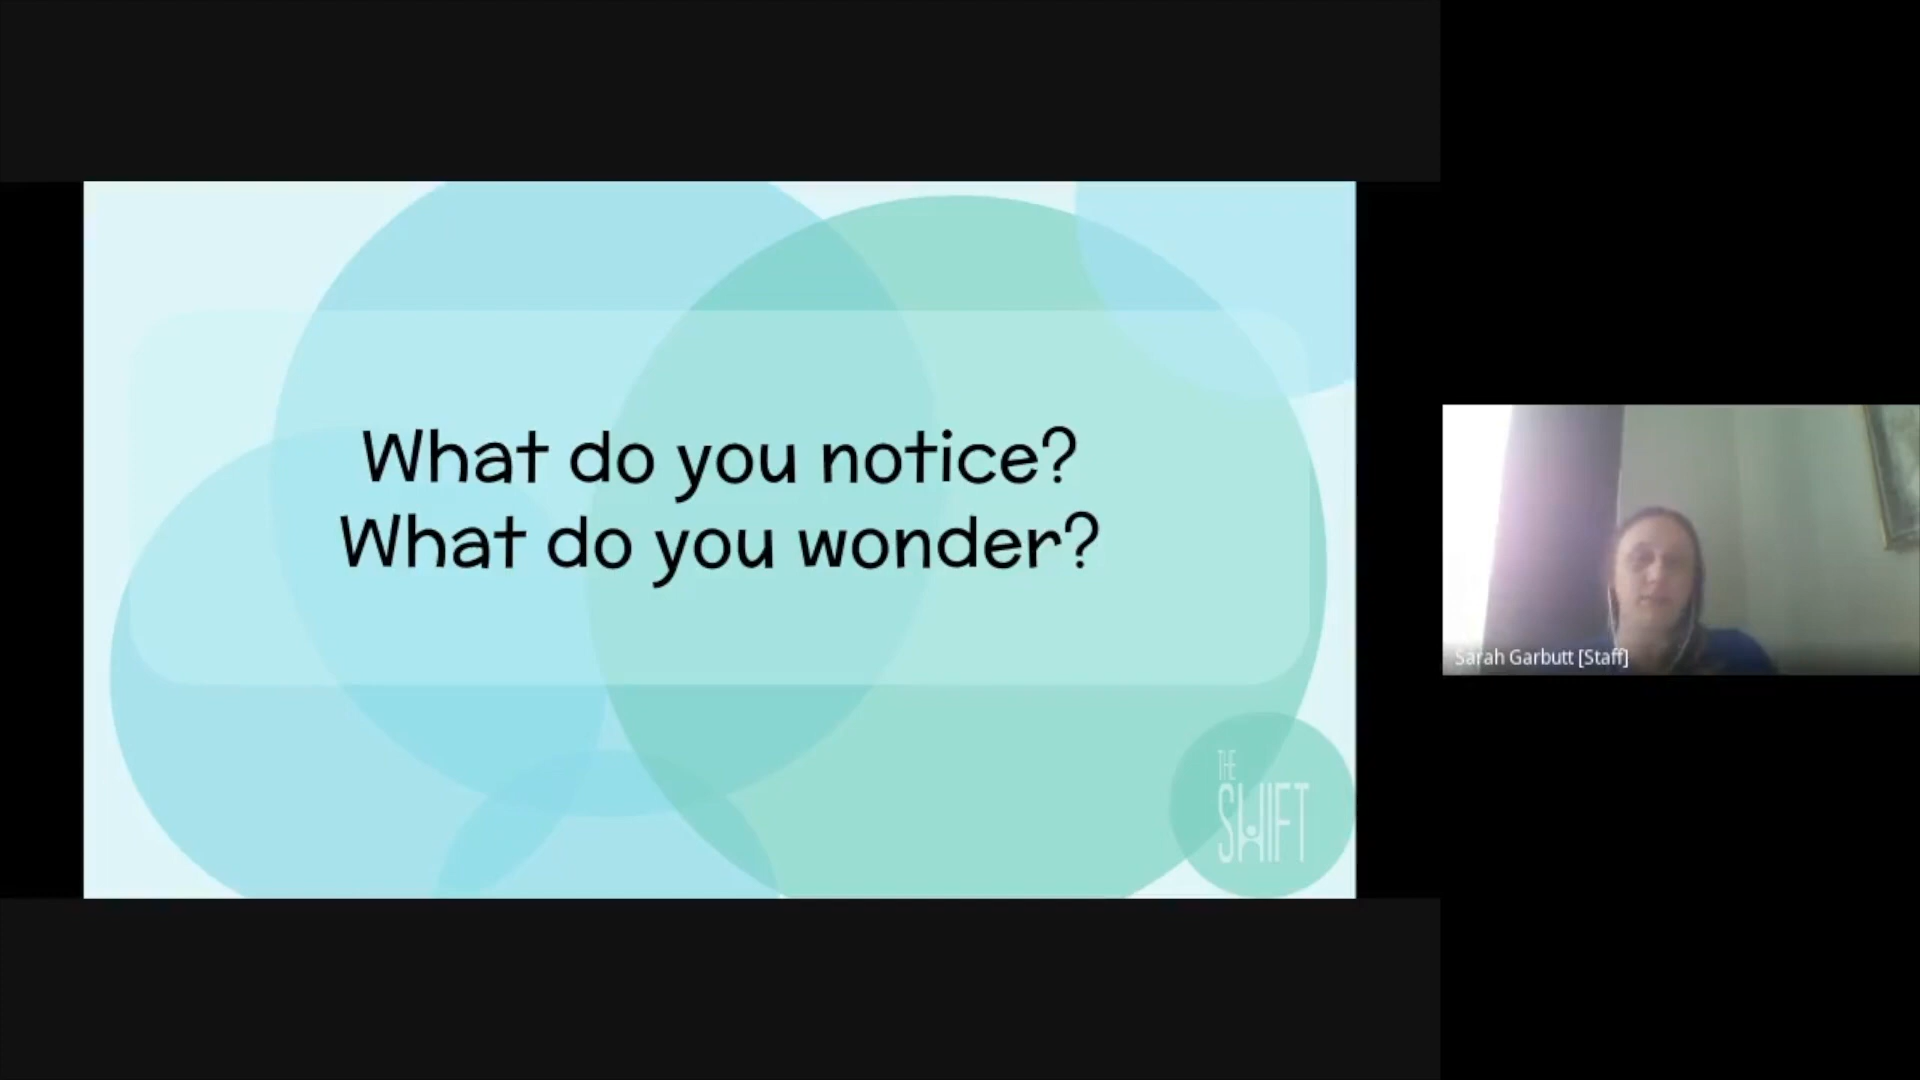 What do you notice?
What do you wonder?
THE
SHIFT
Sarah Garbutt [Staff]